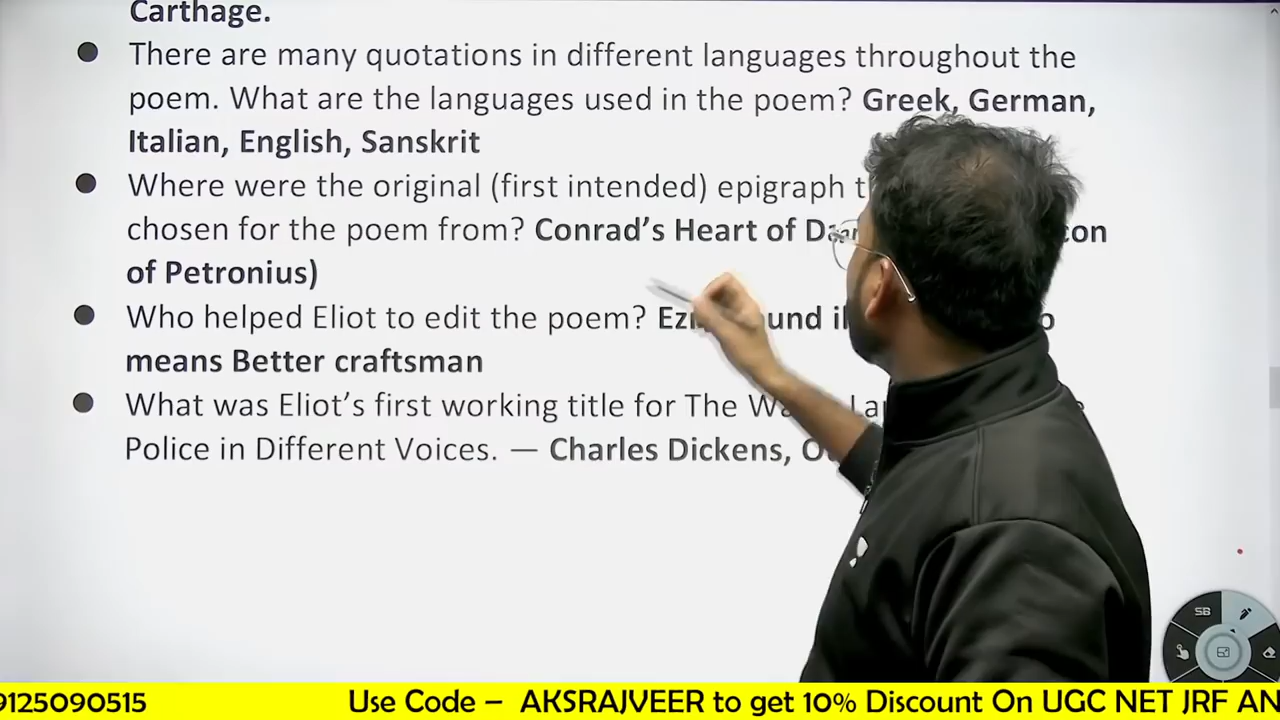 Carthage.
● There are many quotations in different languages throughout the
poem. What are the languages used in the poem? Greek, German,
Italian, English, Sanskrit
● Where were the original (first intended) epigraph
chosen for the poem from? Conrad's Heart of
of Petronius)
● Who helped Eliot to edit the poem?
means Better craftsman
● What was Eliot's first working title for The
Police in Different Voices. — Charles Dickens,
SB
9125090515 Use Code – AKSRAJVEER to get 10% Discount On UGC NET JRF AN